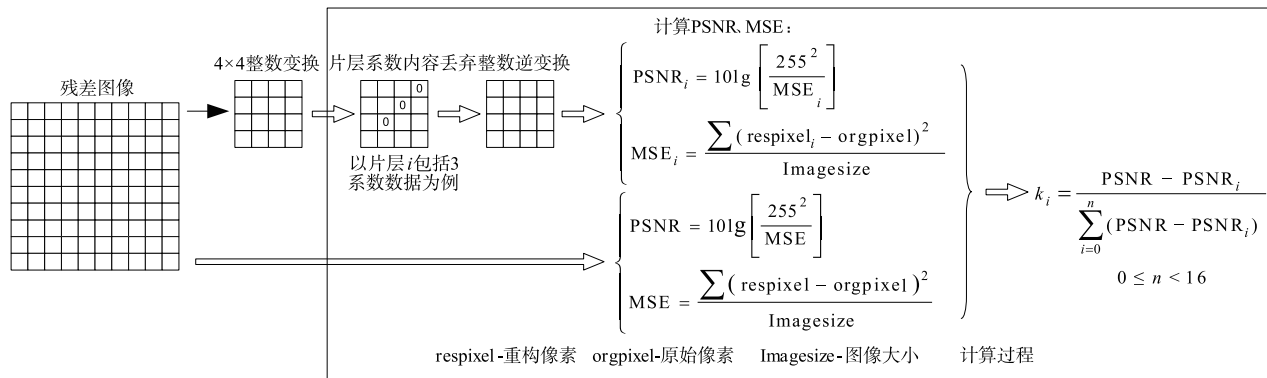 计算PSNR、MSE：
残差图像
4×4整数变换
片层系数内容丢弃
整数逆变换
0
0
0
以片层i包括3
系数数据为例
PSNR_i = 10lg[255^2 / MSE_i]
MSE_i = ∑(respixel_i − orgpixel)^2 / Imagesize
PSNR = 10lg[255^2 / MSE]
MSE = ∑(respixel − orgpixel)^2 / Imagesize
k_i = (PSNR − PSNR_i) / ∑_{i=0}^{n}(PSNR − PSNR_i)
0 ≤ n < 16
respixel-重构像素 orgpixel-原始像素 Imagesize-图像大小 计算过程